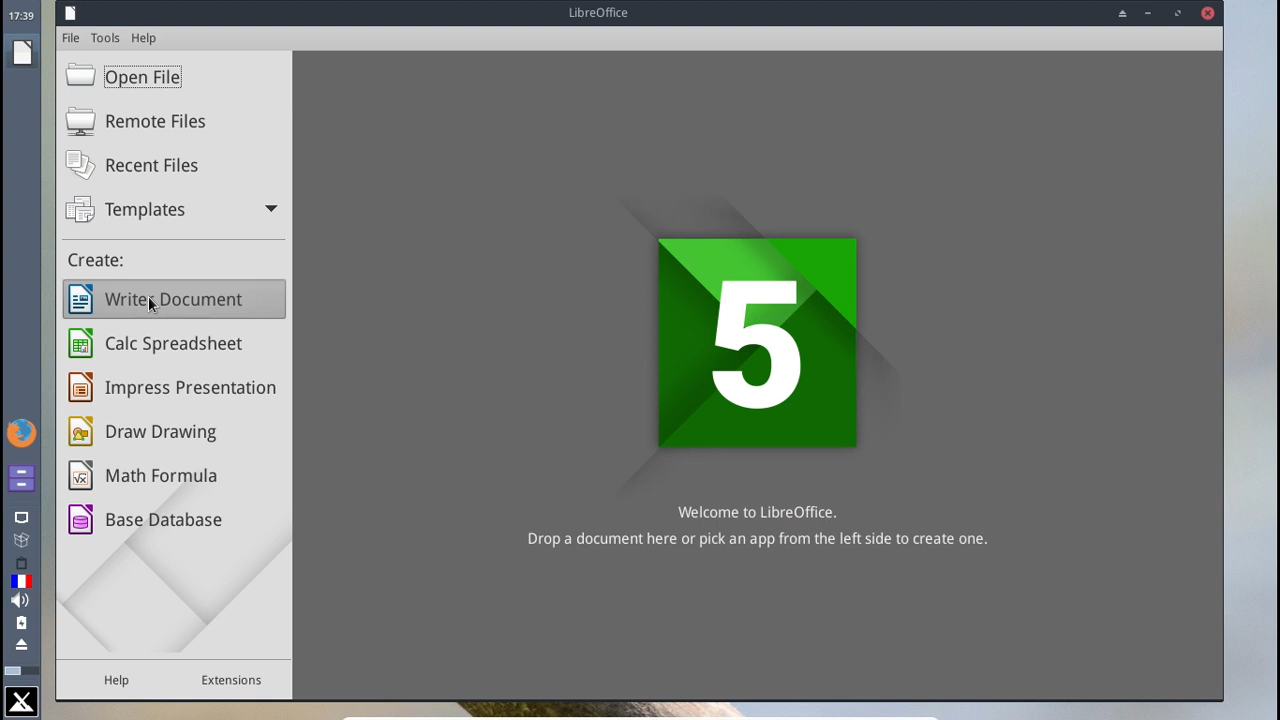 17:39
LibreOffice
File Tools Help
Open File
Remote Files
Recent Files
Templates
Create:
Writer Document
Calc Spreadsheet
Impress Presentation
Draw Drawing
Math Formula
Base Database
5
Welcome to LibreOffice.
Drop a document here or pick an app from the left side to create one.
Help Extensions